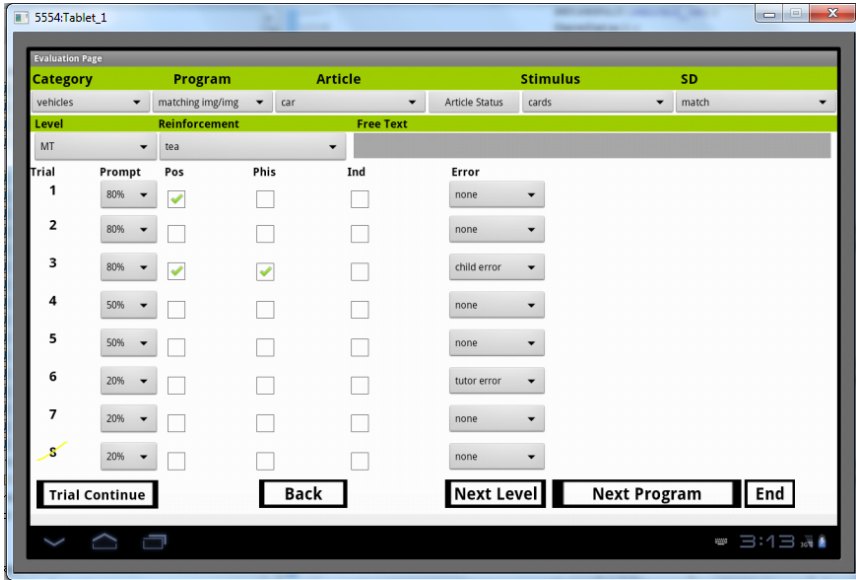 5554:Tablet_1
Evaluation Page
Category Program Article Stimulus SD
vehicles matching img/img car Article Status cards match
Level Reinforcement Free Text
MT tea
Trial Prompt Pos Phis Ind Error
1 80% none
2 80% none
3 80% child error
4 50% none
5 50% none
6 20% tutor error
7 20% none
8 20% none
Trial Continue Back Next Level Next Program End
3:13 3G